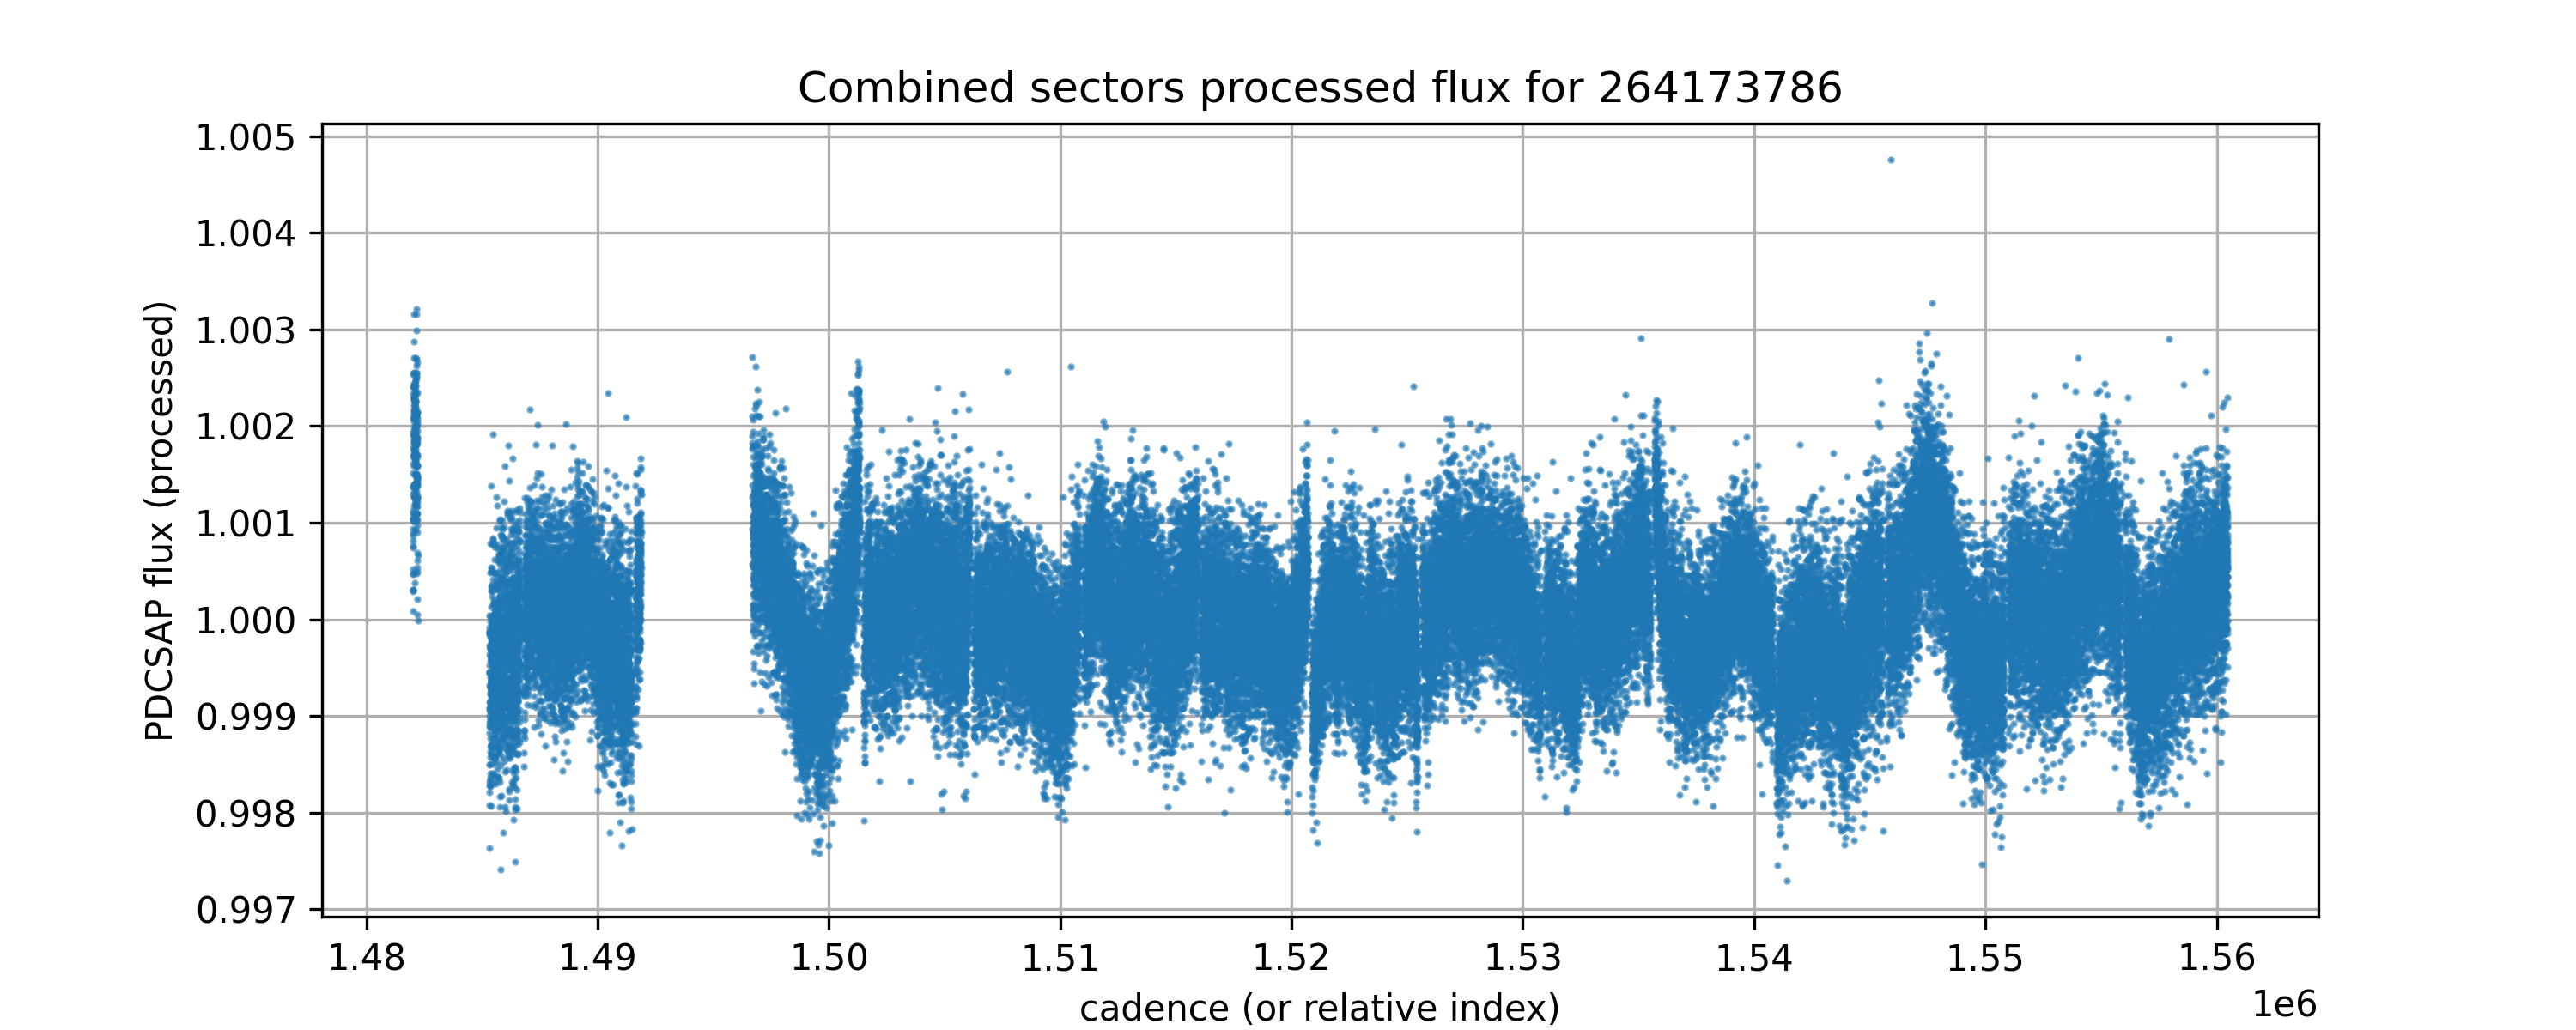 Combined sectors processed flux for 264173786
PDCSAP flux (processed)
1.005
1.004
1.003
1.002
1.001
1.000
0.999
0.998
0.997
1.48 1.49 1.50 1.51 1.52 1.53 1.54 1.55 1.56
1e6
cadence (or relative index)